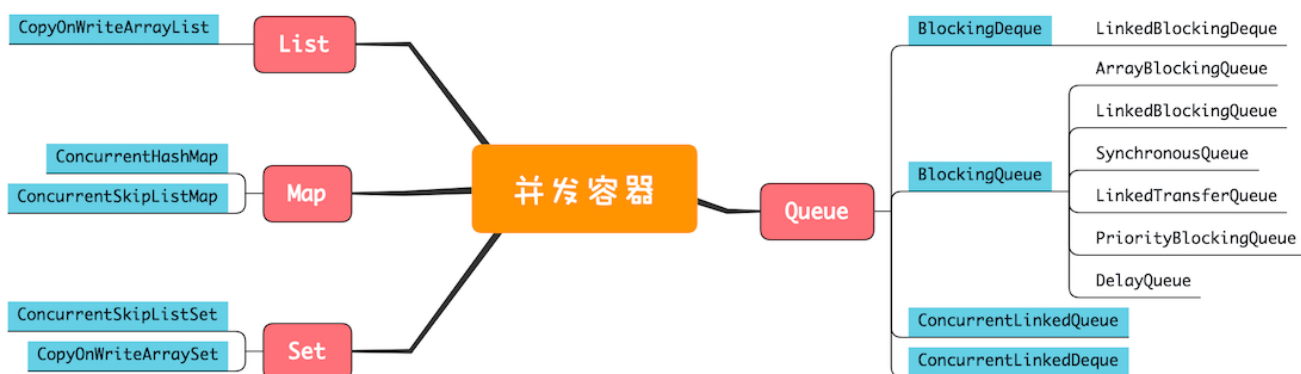 CopyOnWriteArrayList
List
ConcurrentHashMap
ConcurrentSkipListMap
Map
ConcurrentSkipListSet
CopyOnWriteArraySet
Set
并发容器
Queue
BlockingDeque
LinkedBlockingDeque
BlockingQueue
ArrayBlockingQueue
LinkedBlockingQueue
SynchronousQueue
LinkedTransferQueue
PriorityBlockingQueue
DelayQueue
ConcurrentLinkedQueue
ConcurrentLinkedDeque